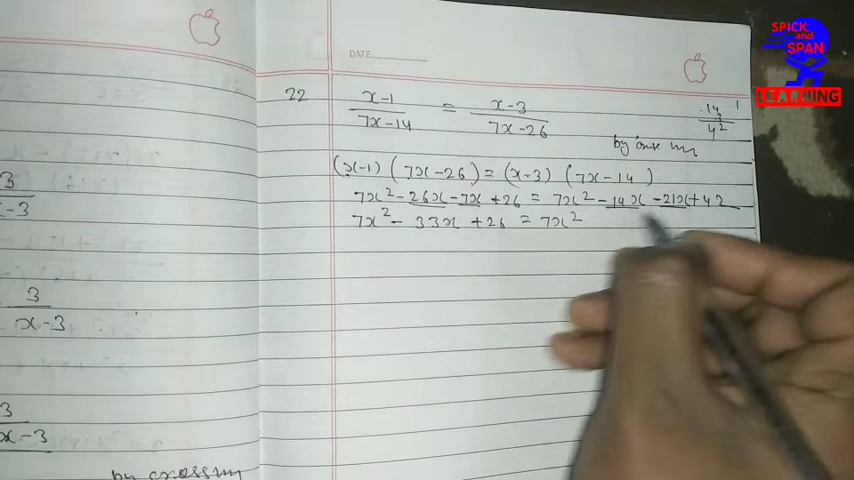 SPICK
and
SPAN
LEARNING
DATE
22 x-1/7x-14 = x-3/7x-26
14 1
4²
by
(x-1) (7x-26) = (x-3) (7x-14)
7x² - 26x - 7x + 26 = 7x² - 14x - 21x + 42
7x² - 33x + 26 = 7x²
3
x-3
3
x-3
3
x-3
by crossing